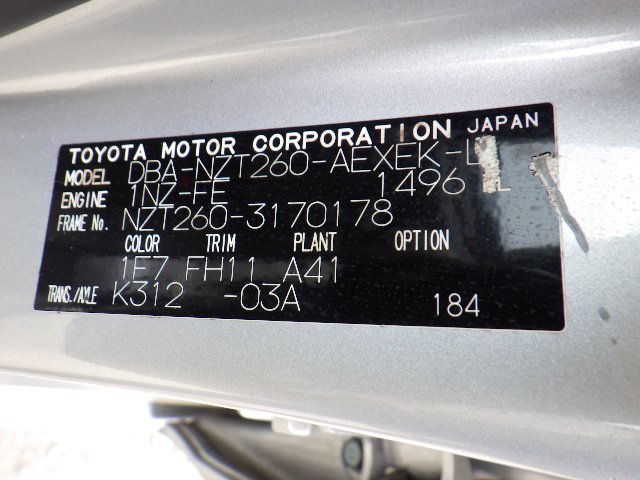 TOYOTA MOTOR CORPORATION JAPAN
MODEL DBA-NZT260-AEXEK-
ENGINE 1NZ-FE 1496
FRAME No. NZT260-3170178
COLOR TRIM PLANT OPTION
1E7 FH11 A41
TRANS./AXLE K312 -03A 184